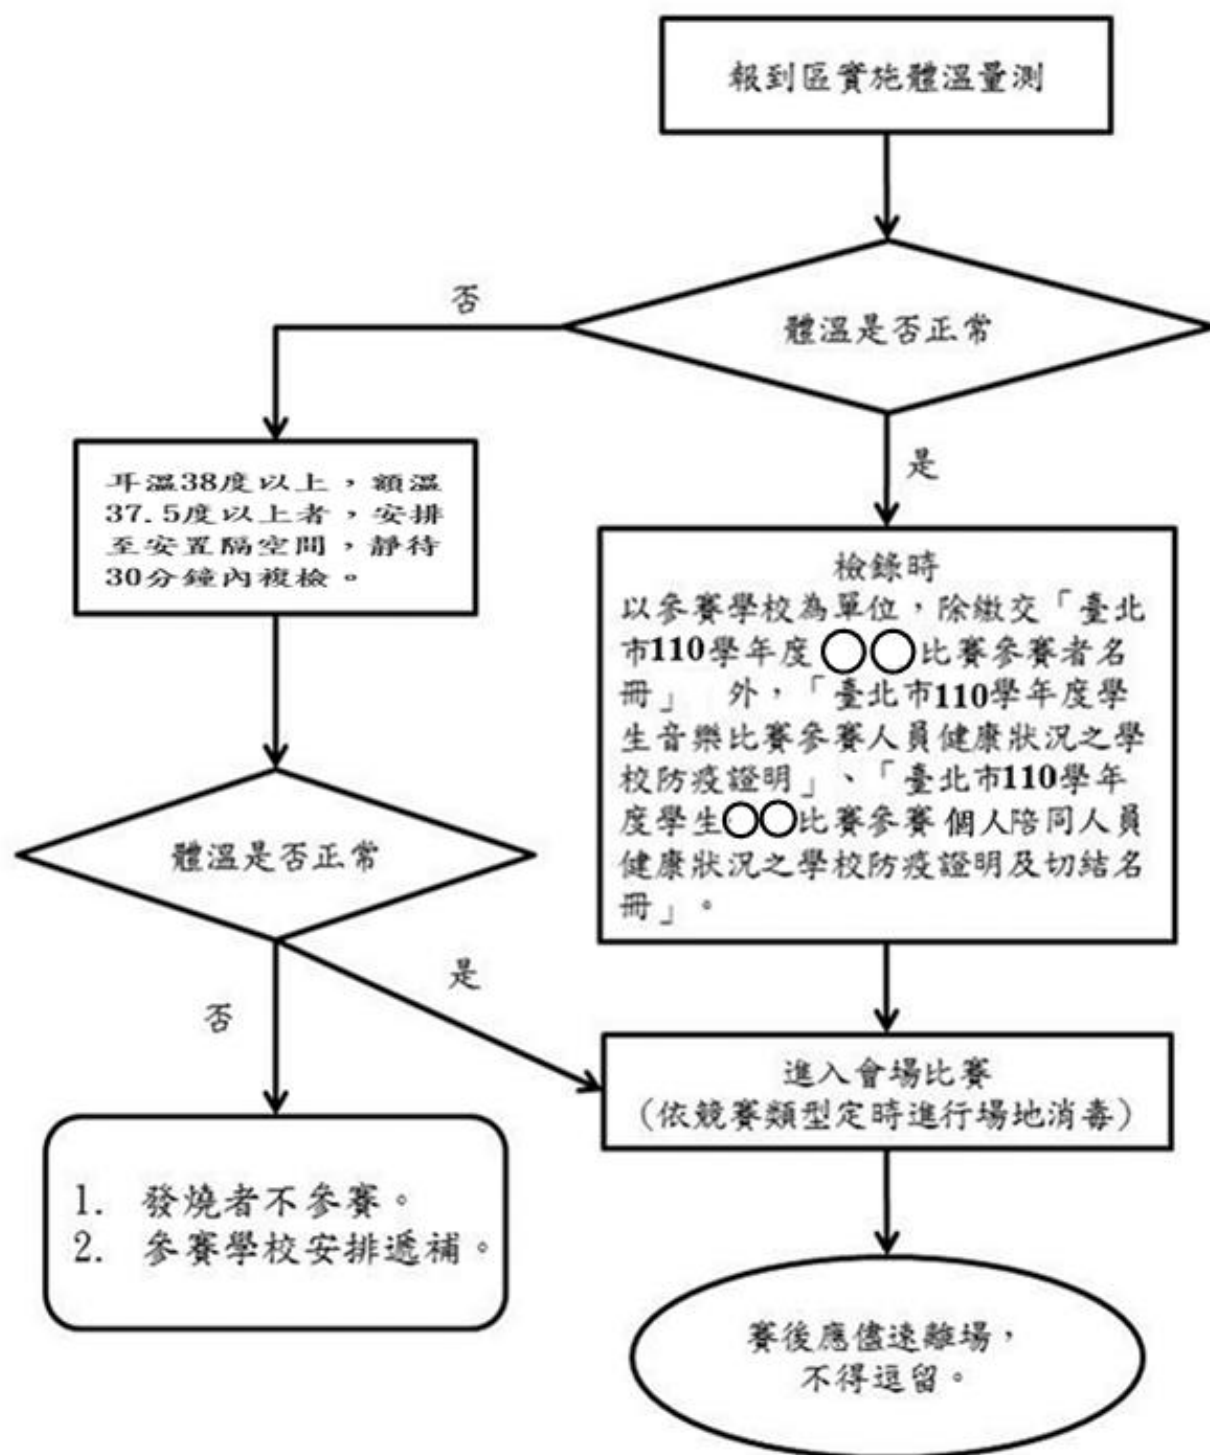 報到區實施體溫量測
體溫是否正常
否
是
耳溫38度以上，額溫
37.5度以上者，安排
至安置隔空間，靜待
30分鐘內複檢。
檢錄時
以參賽學校為單位，除繳交「臺北
市110學年度○○比賽參賽者名
冊」 外，「臺北市110學年度學
生音樂比賽參賽人員健康狀況之學
校防疫證明」、「臺北市110學年
度學生○○比賽參賽個人陪同人員
健康狀況之學校防疫證明及切結名
冊」。
體溫是否正常
是
否
進入會場比賽
（依競賽類型定時進行場地消毒）
1. 發燒者不參賽。
2. 參賽學校安排遞補。
賽後應儘速離場，
不得逗留。